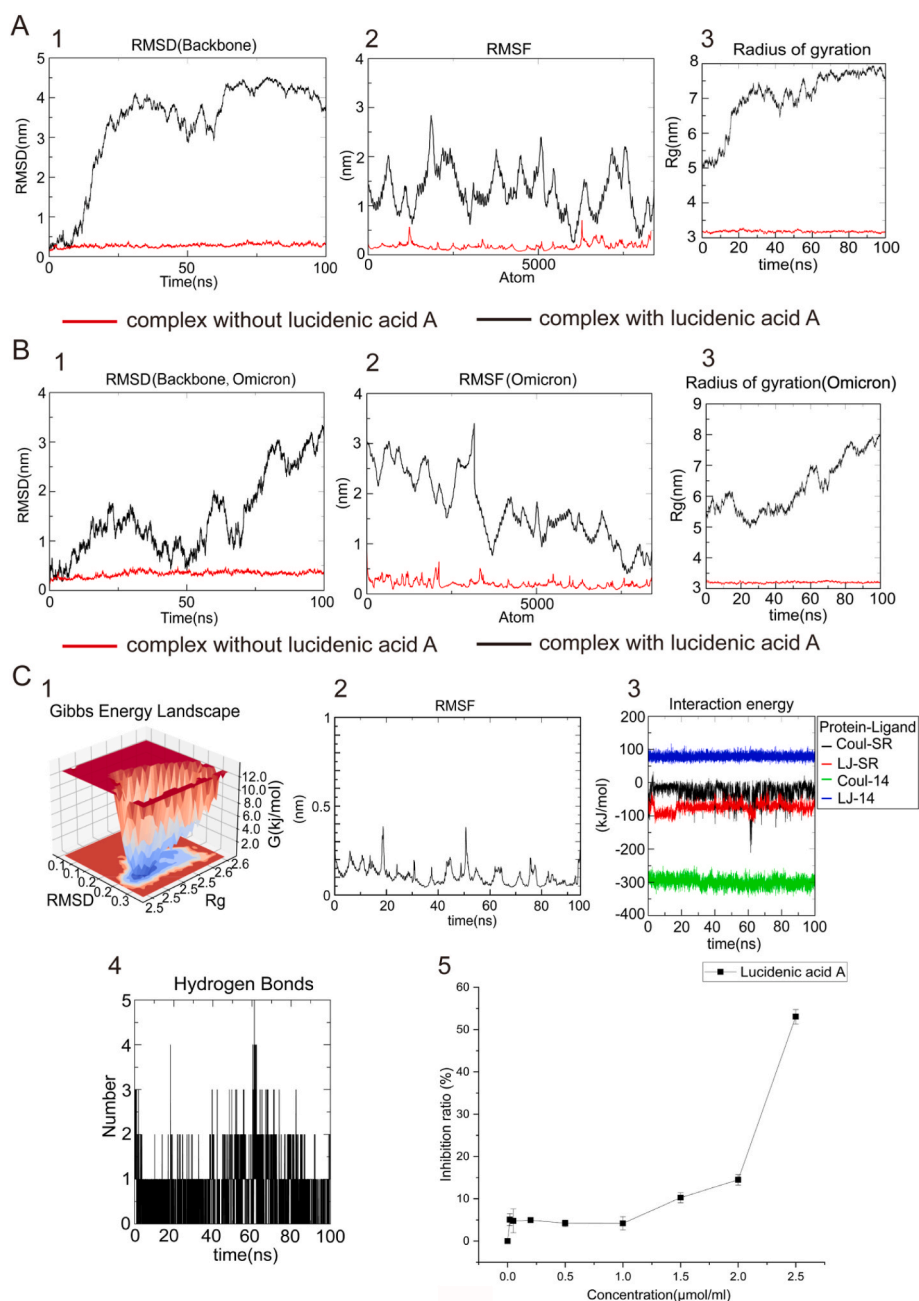 A
1
RMSD(Backbone)
RMSD(nm)
5
4
3
2
1
0
0 50 100
Time(ns)
2
RMSF
(nm)
4
3
2
1
0
0 5000
Atom
3
Radius of gyration
Rg(nm)
8
7
6
5
4
3
0 20 40 60 80 100
time(ns)
complex without lucidenic acid A
complex with lucidenic acid A
B
1
RMSD(Backbone, Omicron)
RMSD(nm)
4
3
2
1
0
0 50 100
Time(ns)
2
RMSF(Omicron)
(nm)
4
3
2
1
0
0 5000
Atom
3
Radius of gyration(Omicron)
Rg(nm)
9
8
7
6
5
4
3
0 20 40 60 80 100
time(ns)
complex without lucidenic acid A
complex with lucidenic acid A
C
1
Gibbs Energy Landscape
12.0
10.0
8.0
6.0
4.0
2.0
G(kj/mol)
0.1 0.1 0.2 0.2 0.3
RMSD
2.5 2.5 2.5 2.6 2.6
Rg
2
RMSF
(nm)
1
0.5
0
0 20 40 60 80 100
time(ns)
3
Interaction energy
(kJ/mol)
200
100
0
-100
-200
-300
-400
0 20 40 60 80 100
time(ns)
Protein-Ligand
Coul-SR
LJ-SR
Coul-14
LJ-14
4
Hydrogen Bonds
Number
5
4
3
2
1
0
0 20 40 60 80 100
time(ns)
5
Lucidenic acid A
Inhibition ratio (%)
60
50
40
30
20
10
0
0.0 0.5 1.0 1.5 2.0 2.5
Concentration(μmol/ml)